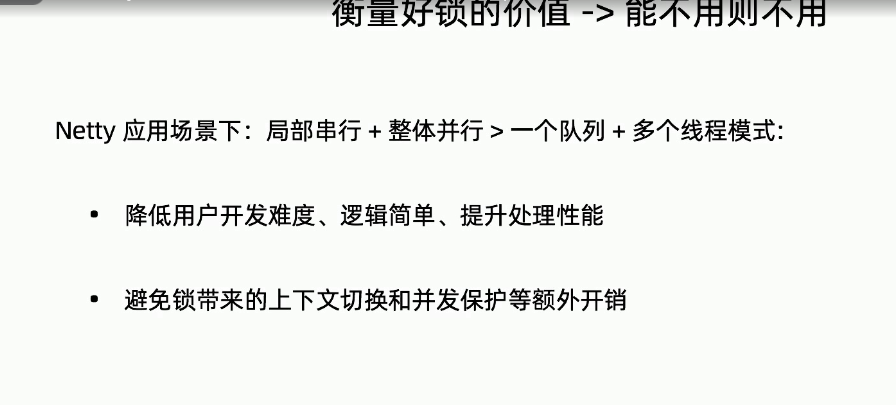 衡量好锁的价值 -> 能不用则不用
Netty 应用场景下：局部串行 + 整体并行 > 一个队列 + 多个线程模式:
• 降低用户开发难度、逻辑简单、提升处理性能
• 避免锁带来的上下文切换和并发保护等额外开销